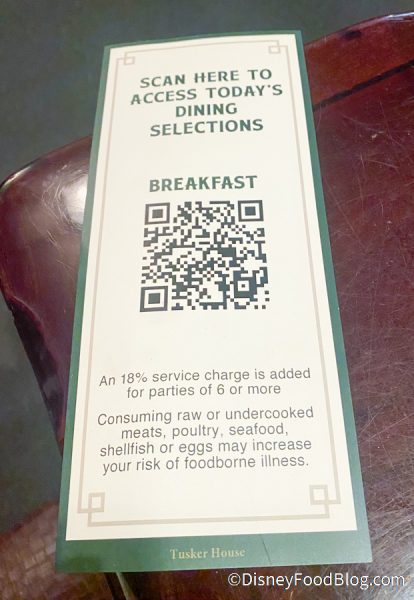 SCAN HERE TO
ACCESS TODAY'S
DINING
SELECTIONS
BREAKFAST
An 18% service charge is added
for parties of 6 or more
Consuming raw or undercooked
meats, poultry, seafood,
shellfish or eggs may increase
your risk of foodborne illness.
Tusker House
©DisneyFoodBlog.com